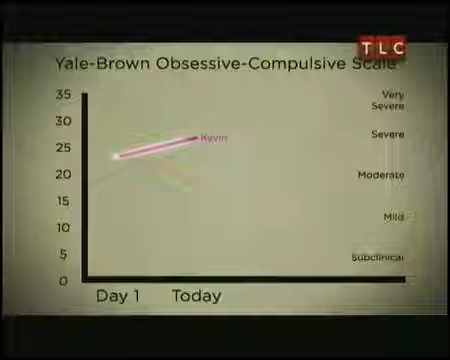 TLC
Yale-Brown Obsessive-Compulsive Scale
35
30
25
20
15
10
5
0
Very
Severe
Severe
Moderate
Mild
Subclinical
Kevin
Day 1
Today